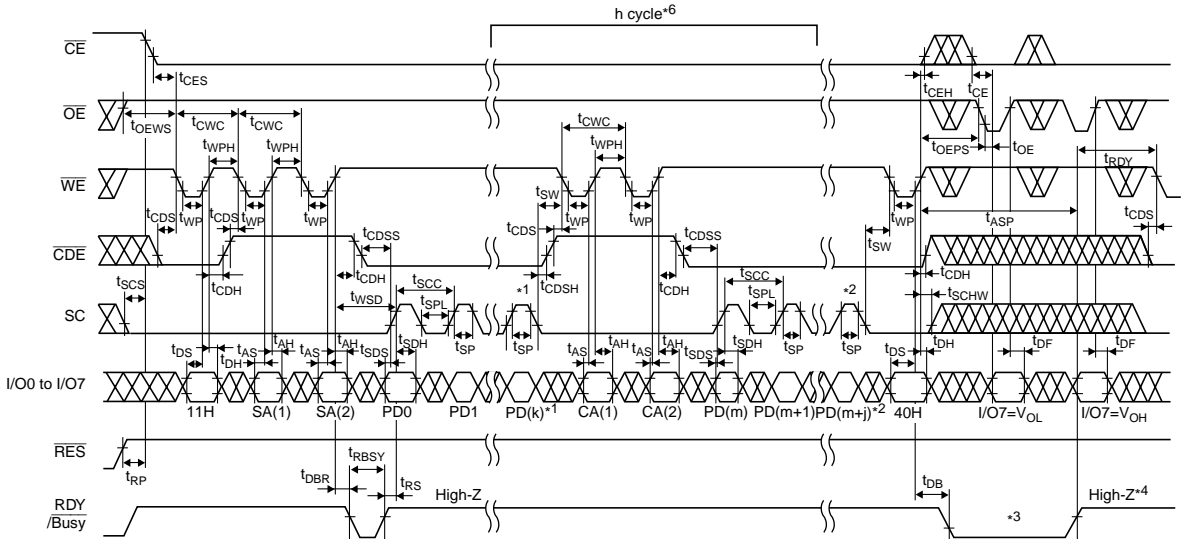 h cycle*6
CE
tCES
tCEH
tCE
OE
tOEWS
tCWC
tCWC
tCWC
tOEPS
tOE
tWPH
tWPH
tWPH
tRDY
WE
tWP
tWP
tWP
tSW
tWP
tWP
tWP
tASP
tCDS
tCDS
tCDS
tSW
tCDS
CDE
tCDSS
tCDSS
tCDH
tCDH
tCDSH
tCDH
tCDH
tSCS
tWSD
tSCC
*1
tSCC
*2
tSCHW
SC
tSPL
tSP
tSP
tSPL
tSP
tSP
tDS
tDH
tAS
tAH
tAS
tAH
tSDS
tSDH
tAS
tAH
tAS
tAH
tSDS
tSDH
tDS
tDH
tDF
tDF
I/O0 to I/O7
11H
SA(1)
SA(2)
PD0
PD1
PD(k)*1
CA(1)
CA(2)
PD(m)
PD(m+1)
PD(m+j)*2
40H
I/O7=VOL
I/O7=VOH
RES
tRP
tDBR
tRBSY
tRS
tDB
RDY
/Busy
High-Z
*3
High-Z*4